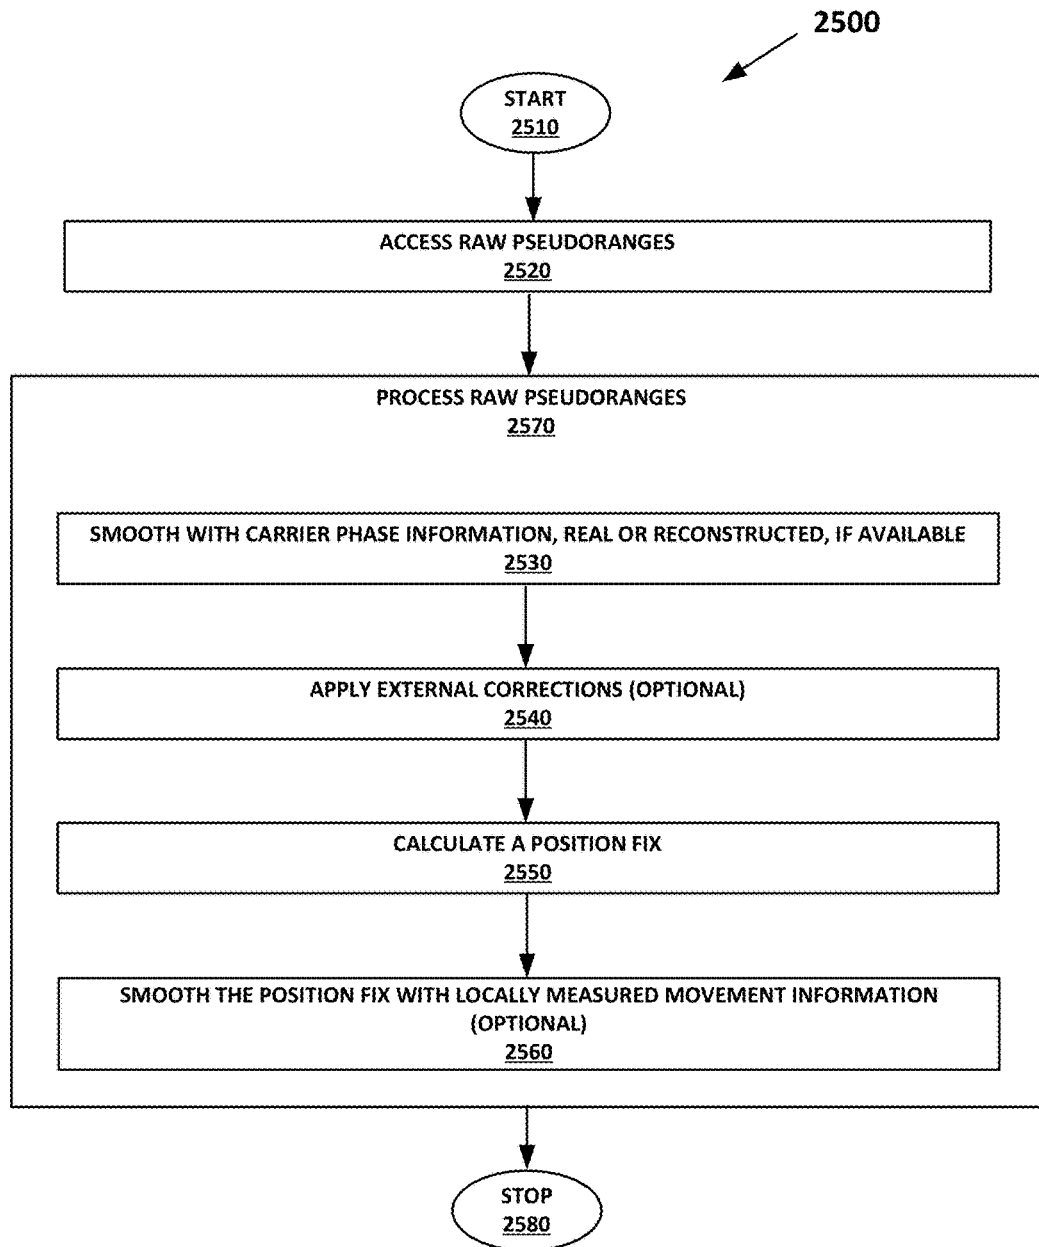 2500
START
2510
ACCESS RAW PSEUDORANGES
2520
PROCESS RAW PSEUDORANGES
2570
SMOOTH WITH CARRIER PHASE INFORMATION, REAL OR RECONSTRUCTED, IF AVAILABLE
2530
APPLY EXTERNAL CORRECTIONS (OPTIONAL)
2540
CALCULATE A POSITION FIX
2550
SMOOTH THE POSITION FIX WITH LOCALLY MEASURED MOVEMENT INFORMATION
(OPTIONAL)
2560
STOP
2580